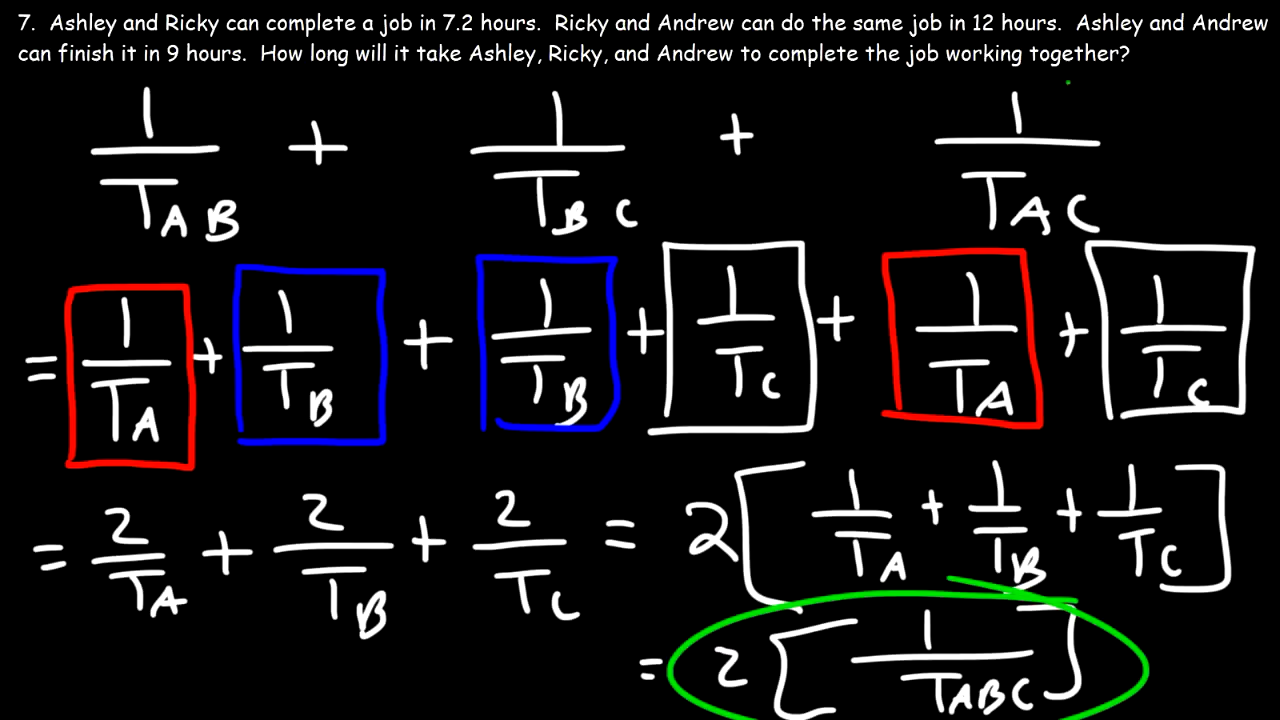 7. Ashley and Ricky can complete a job in 7.2 hours. Ricky and Andrew can do the same job in 12 hours. Ashley and Andrew
can finish it in 9 hours. How long will it take Ashley, Ricky, and Andrew to complete the job working together?
1/T_AB + 1/T_BC + 1/T_AC
= 1/T_A + 1/T_B + 1/T_B + 1/T_C + 1/T_A + 1/T_C
= 2/T_A + 2/T_B + 2/T_C = 2[1/T_A + 1/T_B + 1/T_C]
= 2[1/T_ABC]